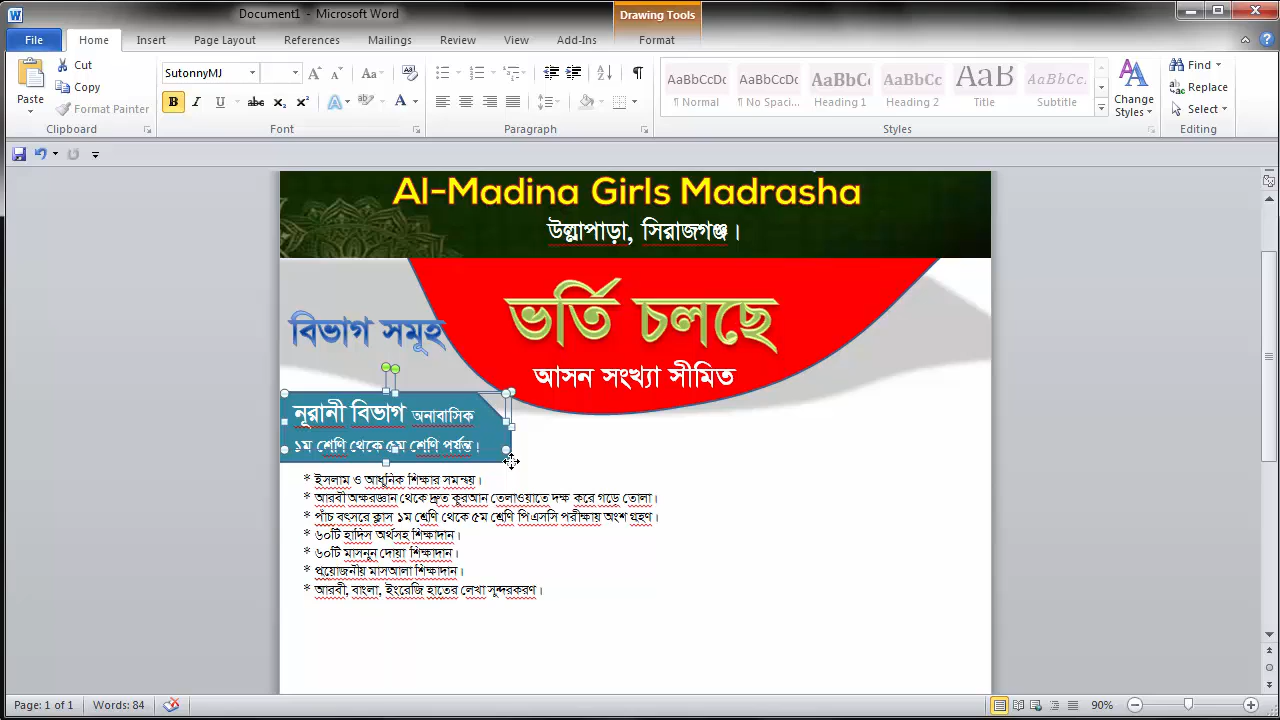 Document1 - Microsoft Word
Drawing Tools
File Home Insert Page Layout References Mailings Review View Add-Ins Format
Paste
Cut
Copy
Format Painter
Clipboard
SutonnyMJ
Font
Paragraph
AaBbCcDc
¶ Normal
AaBbCcDc
¶ No Spaci...
AaBbC
Heading 1
AaBbCc
Heading 2
AaB
Title
AaBbCc.
Subtitle
Change Styles
Styles
Find
Replace
Select
Editing
Al-Madina Girls Madrasha
উল্লাপাড়া, সিরাজগঞ্জ।
ভর্তি চলছে
বিভাগ সমূহ
আসন সংখ্যা সীমিত
নূরানী বিভাগ অনাবাসিক
১ম শ্রেণি থেকে ৫ম শ্রেণি পর্যন্ত।
* ইসলাম ও আধুনিক শিক্ষার সমন্বয়।
* আরবী অক্ষরজ্ঞান থেকে দ্রুত কুরআন তেলাওয়াতে দক্ষ করে গড়ে তোলা।
* পাঁচ বৎসরে ক্লাস ১ম শ্রেণি থেকে ৫ম শ্রেণি পিএসসি পরীক্ষায় অংশ গ্রহণ।
* ৬০টি হাদিস অর্থসহ শিক্ষাদান।
* ৬০টি মাসনুন দোয়া শিক্ষাদান।
* প্রয়োজনীয় মাসআলা শিক্ষাদান।
* আরবী, বাংলা, ইংরেজি হাতের লেখা সুন্দরকরণ।
Page: 1 of 1 Words: 84 90%